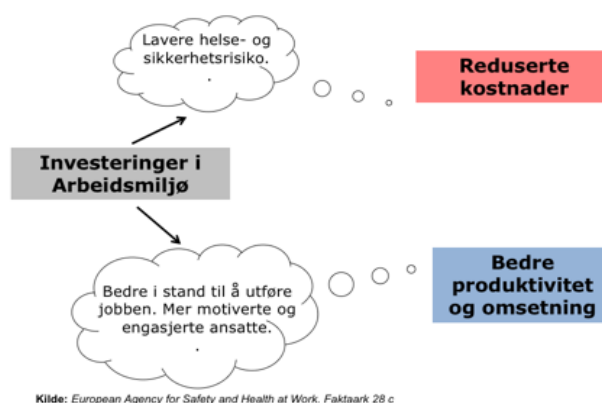 Lavere helse- og
sikkerhetsrisiko.
.
Reduserte
kostnader
Investeringer i
Arbeidsmiljø
Bedre i stand til å utføre
jobben. Mer motiverte og
engasjerte ansatte.
.
Bedre
produktivitet
og omsetning
Kilde: European Agency for Safety and Health at Work. Faktaark 28 c